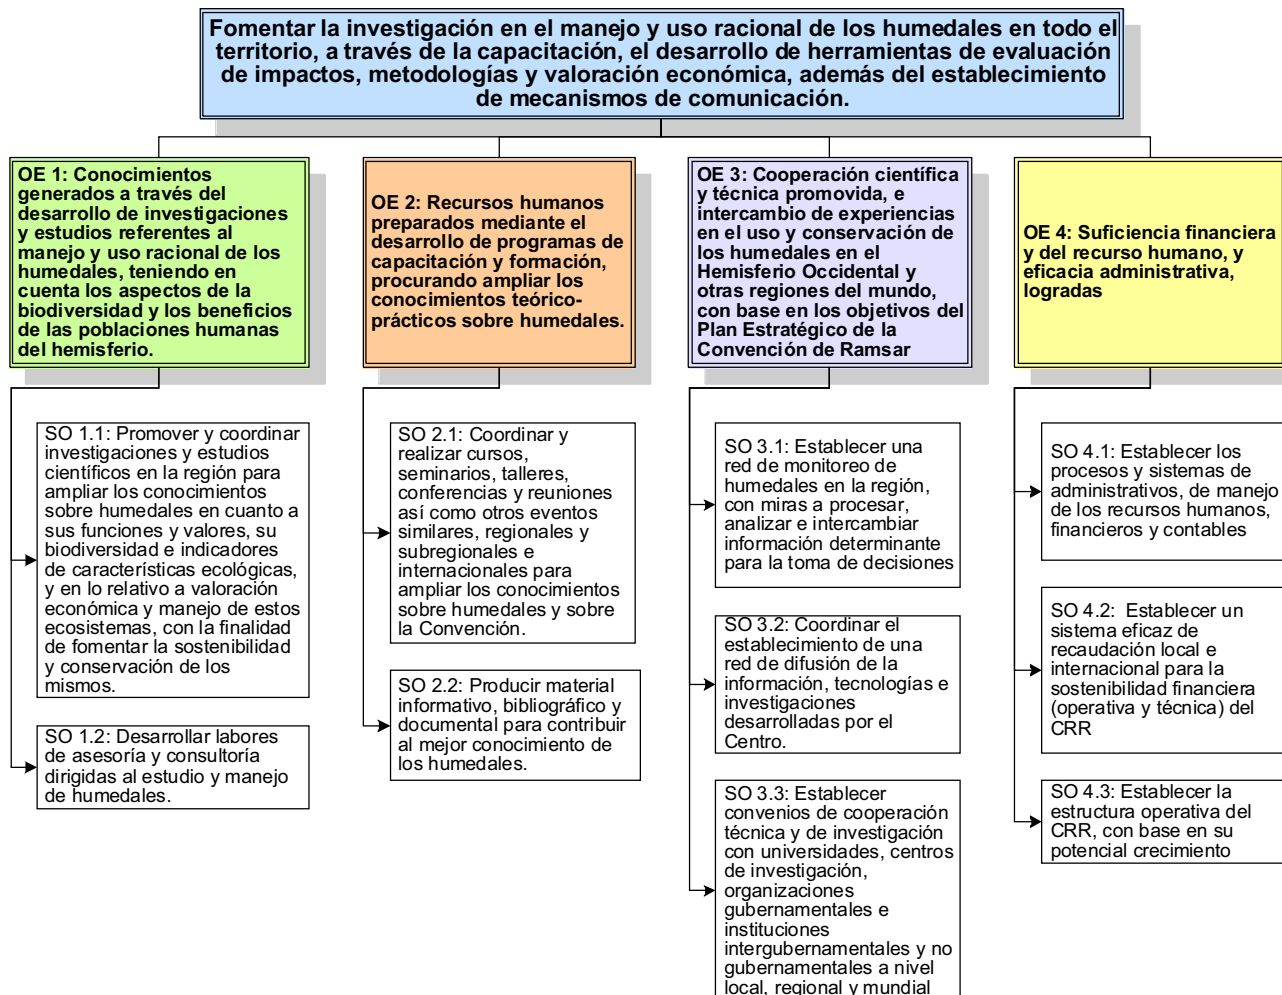 Fomentar la investigación en el manejo y uso racional de los humedales en todo el
territorio, a través de la capacitación, el desarrollo de herramientas de evaluación
de impactos, metodologías y valoración económica, además del establecimiento
de mecanismos de comunicación.
OE 1: Conocimientos
generados a través del
desarrollo de investigaciones
y estudios referentes al
manejo y uso racional de los
humedales, teniendo en
cuenta los aspectos de la
biodiversidad y los beneficios
de las poblaciones humanas
del hemisferio.
SO 1.1: Promover y coordinar
investigaciones y estudios
científicos en la región para
ampliar los conocimientos
sobre humedales en cuanto a
sus funciones y valores, su
biodiversidad e indicadores
de características ecológicas,
y en lo relativo a valoración
económica y manejo de estos
ecosistemas, con la finalidad
de fomentar la sostenibilidad
y conservación de los
mismos.
SO 1.2: Desarrollar labores
de asesoría y consultoría
dirigidas al estudio y manejo
de humedales.
OE 2: Recursos humanos
preparados mediante el
desarrollo de programas de
capacitación y formación,
procurando ampliar los
conocimientos teórico-
prácticos sobre humedales.
SO 2.1: Coordinar y
realizar cursos,
seminarios, talleres,
conferencias y reuniones
así como otros eventos
similares, regionales y
subregionales e
internacionales para
ampliar los conocimientos
sobre humedales y sobre
la Convención.
SO 2.2: Producir material
informativo, bibliográfico y
documental para contribuir
al mejor conocimiento de
los humedales.
OE 3: Cooperación científica
y técnica promovida, e
intercambio de experiencias
en el uso y conservación de
los humedales en el
Hemisferio Occidental y
otras regiones del mundo,
con base en los objetivos del
Plan Estratégico de la
Convención de Ramsar
SO 3.1: Establecer una
red de monitoreo de
humedales en la región,
con miras a procesar,
analizar e intercambiar
información determinante
para la toma de decisiones
SO 3.2: Coordinar el
establecimiento de una
red de difusión de la
información, tecnologías e
investigaciones
desarrolladas por el
Centro.
SO 3.3: Establecer
convenios de cooperación
técnica y de investigación
con universidades, centros
de investigación,
organizaciones
gubernamentales e
instituciones
intergubernamentales y no
gubernamentales a nivel
local, regional y mundial
OE 4: Suficiencia financiera
y del recurso humano, y
eficacia administrativa,
logradas
SO 4.1: Establecer los
procesos y sistemas de
administrativos, de manejo
de los recursos humanos,
financieros y contables
SO 4.2: Establecer un
sistema eficaz de
recaudación local e
internacional para la
sostenibilidad financiera
(operativa y técnica) del
CRR
SO 4.3: Establecer la
estructura operativa del
CRR, con base en su
potencial crecimiento